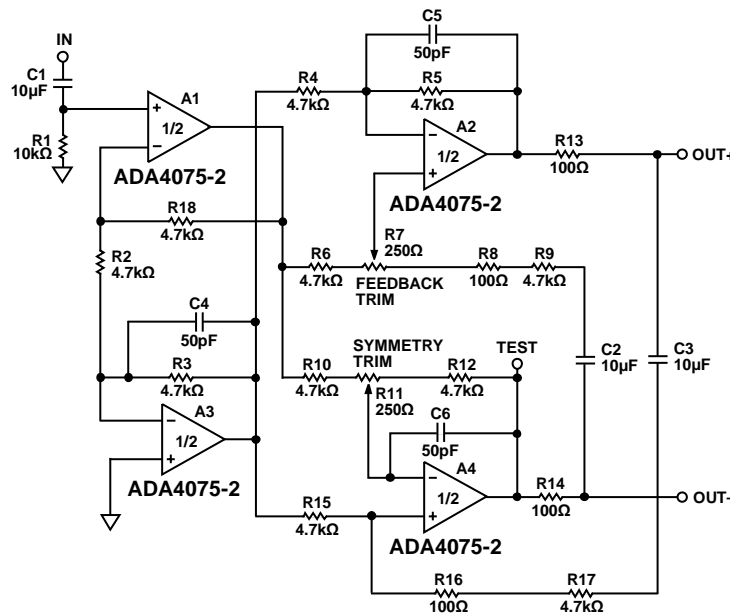 IN
C1
10µF
R1
10kΩ
A1
+
1/2
−
ADA4075-2
R18
4.7kΩ
R2
4.7kΩ
C4
50pF
R3
4.7kΩ
A3
−
1/2
+
ADA4075-2
C5
50pF
R4
4.7kΩ
R5
4.7kΩ
A2
−
1/2
+
ADA4075-2
R13
100Ω
OUT+
R7
250Ω
FEEDBACK
TRIM
R6
4.7kΩ
R8
100Ω
R9
4.7kΩ
C2
10µF
C3
10µF
SYMMETRY
TRIM
TEST
R10
4.7kΩ
R11
250Ω
R12
4.7kΩ
C6
50pF
A4
−
1/2
+
ADA4075-2
R14
100Ω
OUT–
R15
4.7kΩ
R16
100Ω
R17
4.7kΩ